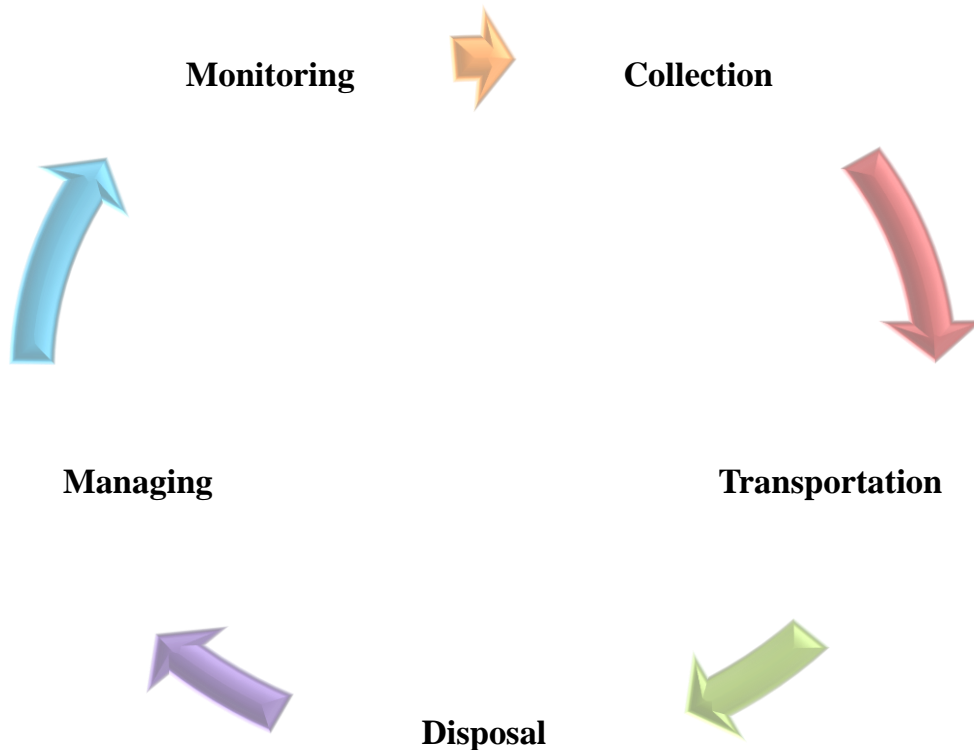 Monitoring
Collection
Managing
Transportation
Disposal